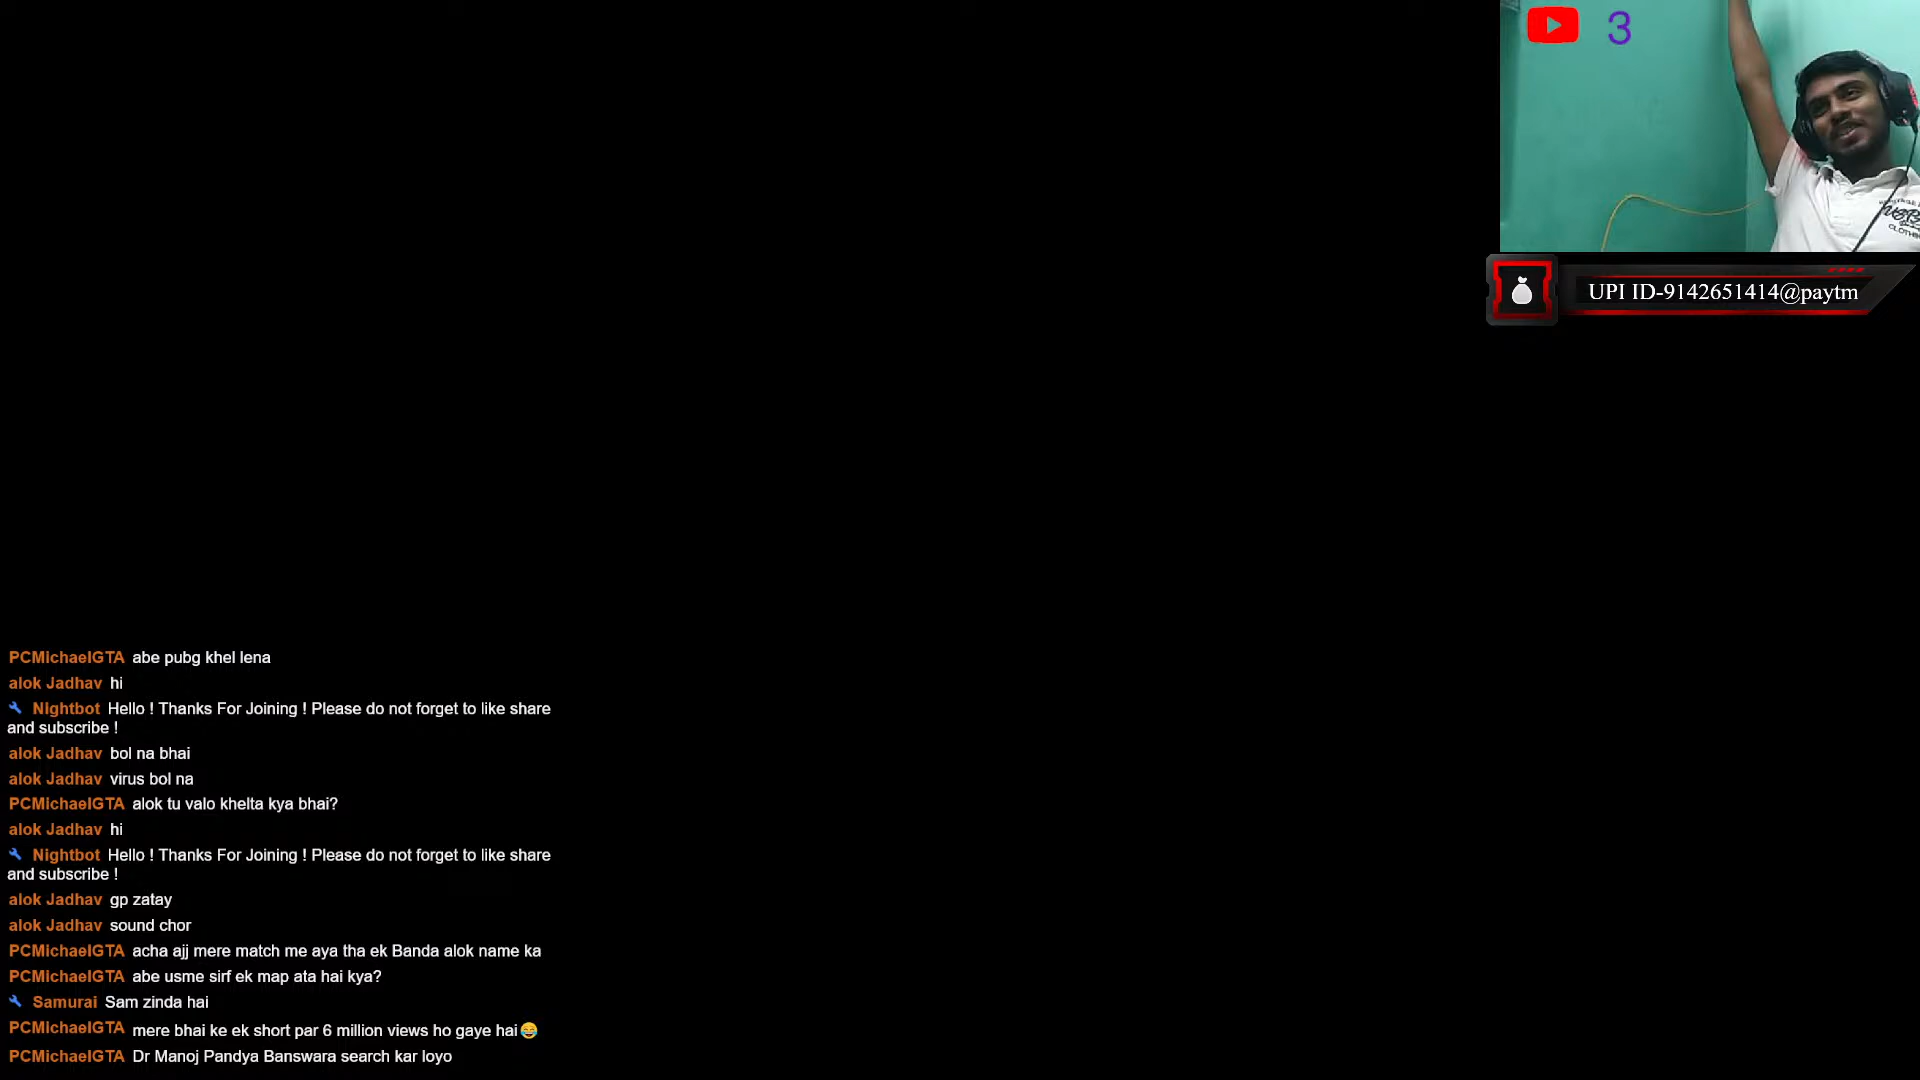 3
UPI ID-9142651414@paytm
PCMichaelGTA abe pubg khel lena
alok Jadhav hi
Nightbot Hello ! Thanks For Joining ! Please do not forget to like share
and subscribe !
alok Jadhav bol na bhai
alok Jadhav virus bol na
PCMichaelGTA alok tu valo khelta kya bhai?
alok Jadhav hi
Nightbot Hello ! Thanks For Joining ! Please do not forget to like share
and subscribe !
alok Jadhav gp zatay
alok Jadhav sound chor
PCMichaelGTA acha ajj mere match me aya tha ek Banda alok name ka
PCMichaelGTA abe usme sirf ek map ata hai kya?
Samurai Sam zinda hai
PCMichaelGTA mere bhai ke ek short par 6 million views ho gaye hai😂
PCMichaelGTA Dr Manoj Pandya Banswara search kar loyo